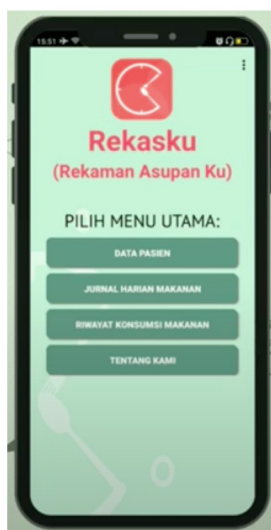 15:51
Rekasku
(Rekaman Asupan Ku)
PILIH MENU UTAMA:
DATA PASIEN
JURNAL HARIAN MAKANAN
RIWAYAT KONSUMSI MAKANAN
TENTANG KAMI